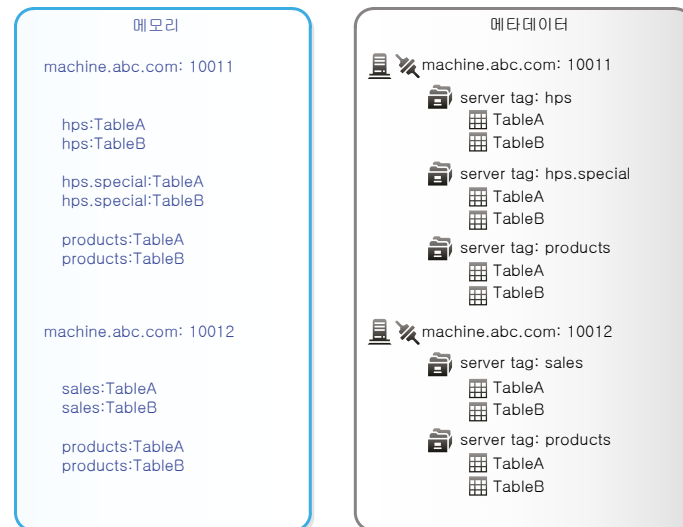 메모리
machine.abc.com: 10011
hps:TableA
hps:TableB
hps.special:TableA
hps.special:TableB
products:TableA
products:TableB
machine.abc.com: 10012
sales:TableA
sales:TableB
products:TableA
products:TableB
메타데이터
machine.abc.com: 10011
server tag: hps
TableA
TableB
server tag: hps.special
TableA
TableB
server tag: products
TableA
TableB
machine.abc.com: 10012
server tag: sales
TableA
TableB
server tag: products
TableA
TableB